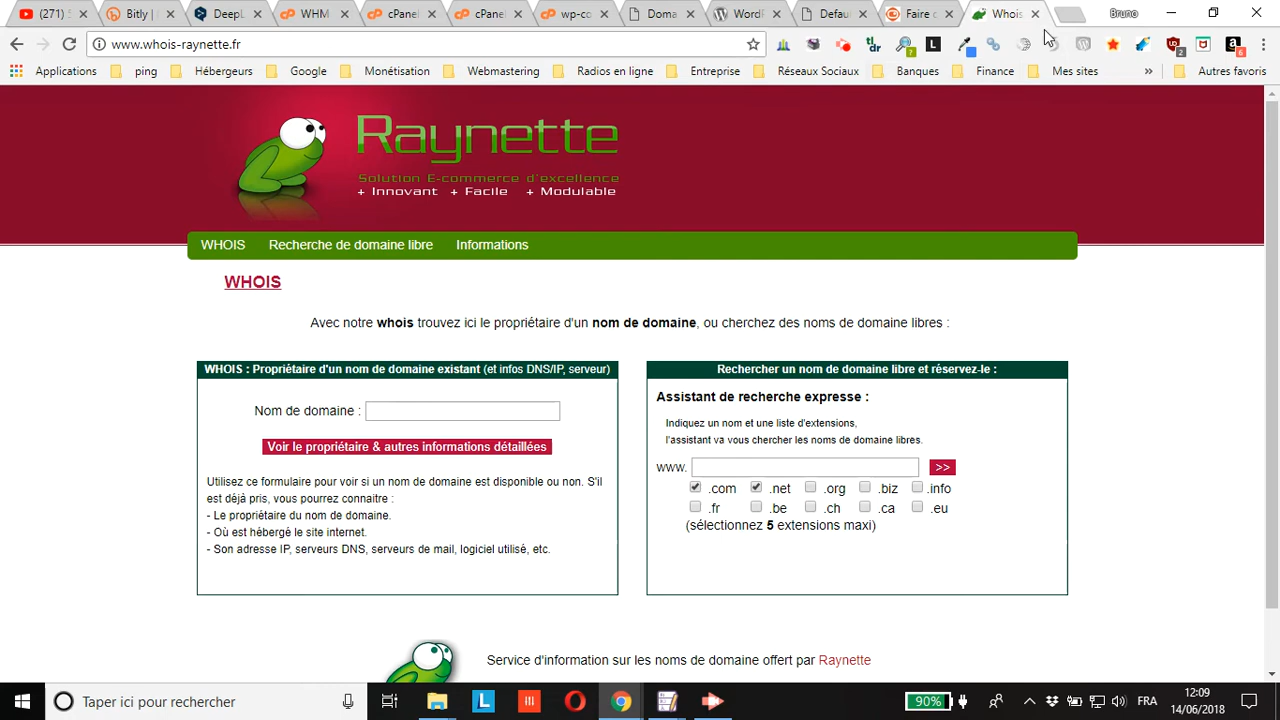 (271) S
Bitly |
DeepL
WHM
cPanel
cPanel
wp-co
Doma
WordP
Defau
Faire c
Whois
Bruno
www.whois-raynette.fr
tldr
L
2
6
Applications
ping
Hébergeurs
Google
Monétisation
Webmastering
Radios en ligne
Entreprise
Réseaux Sociaux
Banques
Finance
Mes sites
»
Autres favoris
Raynette
Solution E-commerce d'excellence
+ Innovant + Facile + Modulable
WHOIS Recherche de domaine libre Informations
WHOIS
Avec notre whois trouvez ici le propriétaire d'un nom de domaine, ou cherchez des noms de domaine libres :
WHOIS : Propriétaire d'un nom de domaine existant (et infos DNS/IP, serveur)
Nom de domaine :
Voir le propriétaire & autres informations détaillées
Utilisez ce formulaire pour voir si un nom de domaine est disponible ou non. S'il
est déjà pris, vous pourrez connaitre :
- Le propriétaire du nom de domaine.
- Où est hébergé le site internet.
- Son adresse IP, serveurs DNS, serveurs de mail, logiciel utilisé, etc.
Rechercher un nom de domaine libre et réservez-le :
Assistant de recherche expresse :
Indiquez un nom et une liste d'extensions,
l'assistant va vous chercher les noms de domaine libres.
www. >>
.com .net .org .biz .info
.fr .be .ch .ca .eu
(sélectionnez 5 extensions maxi)
Service d'information sur les noms de domaine offert par Raynette
Taper ici pour rechercher
L
90%
FRA
12:09
14/06/2018